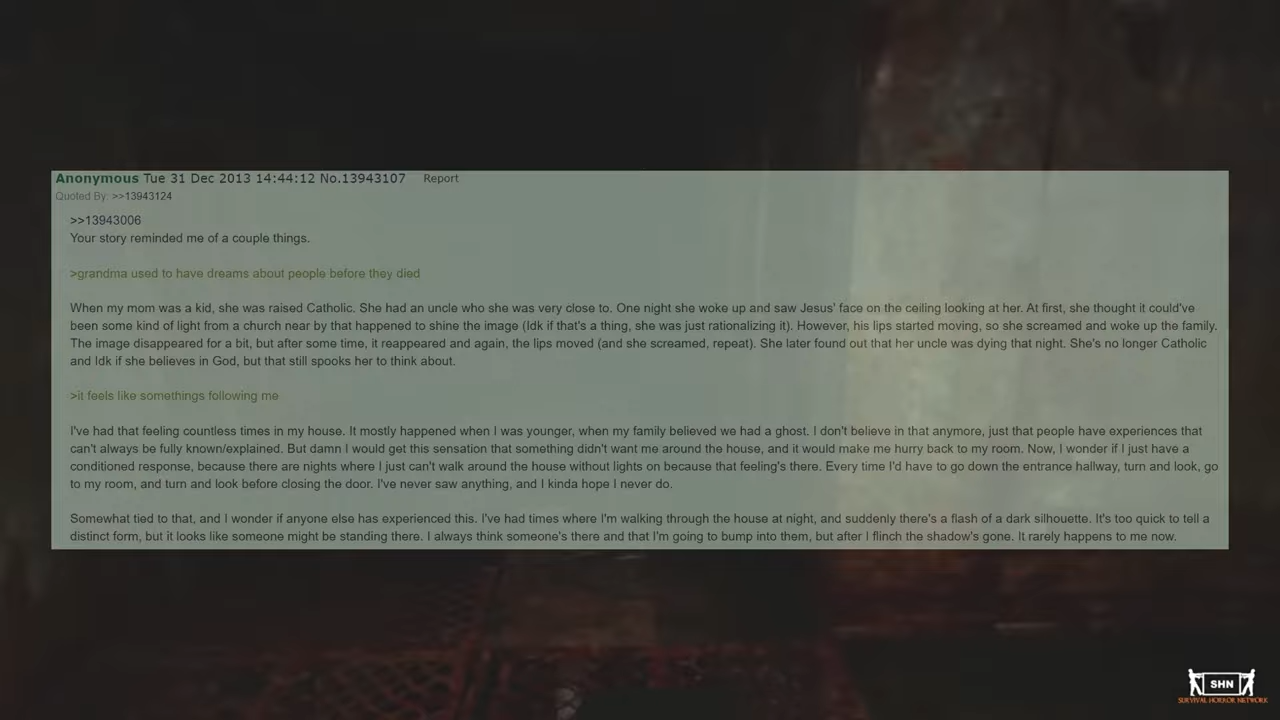 Anonymous Tue 31 Dec 2013 14:44:12 No.13943107 Report
Quoted By: >>13943124
>>13943006
Your story reminded me of a couple things.
>grandma used to have dreams about people before they died
When my mom was a kid, she was raised Catholic. She had an uncle who she was very close to. One night she woke up and saw Jesus' face on the ceiling looking at her. At first, she thought it could've
been some kind of light from a church near by that happened to shine the image (Idk if that's a thing, she was just rationalizing it). However, his lips started moving, so she screamed and woke up the family.
The image disappeared for a bit, but after some time, it reappeared and again, the lips moved (and she screamed, repeat). She later found out that her uncle was dying that night. She's no longer Catholic
and Idk if she believes in God, but that still spooks her to think about.
>it feels like somethings following me
I've had that feeling countless times in my house. It mostly happened when I was younger, when my family believed we had a ghost. I don't believe in that anymore, just that people have experiences that
can't always be fully known/explained. But damn I would get this sensation that something didn't want me around the house, and it would make me hurry back to my room. Now, I wonder if I just have a
conditioned response, because there are nights where I just can't walk around the house without lights on because that feeling's there. Every time I'd have to go down the entrance hallway, turn and look, go
to my room, and turn and look before closing the door. I've never saw anything, and I kinda hope I never do.
Somewhat tied to that, and I wonder if anyone else has experienced this. I've had times where I'm walking through the house at night, and suddenly there's a flash of a dark silhouette. It's too quick to tell a
distinct form, but it looks like someone might be standing there. I always think someone's there and that I'm going to bump into them, but after I flinch the shadow's gone. It rarely happens to me now.
SHN
SURVIVAL HORROR NETWORK